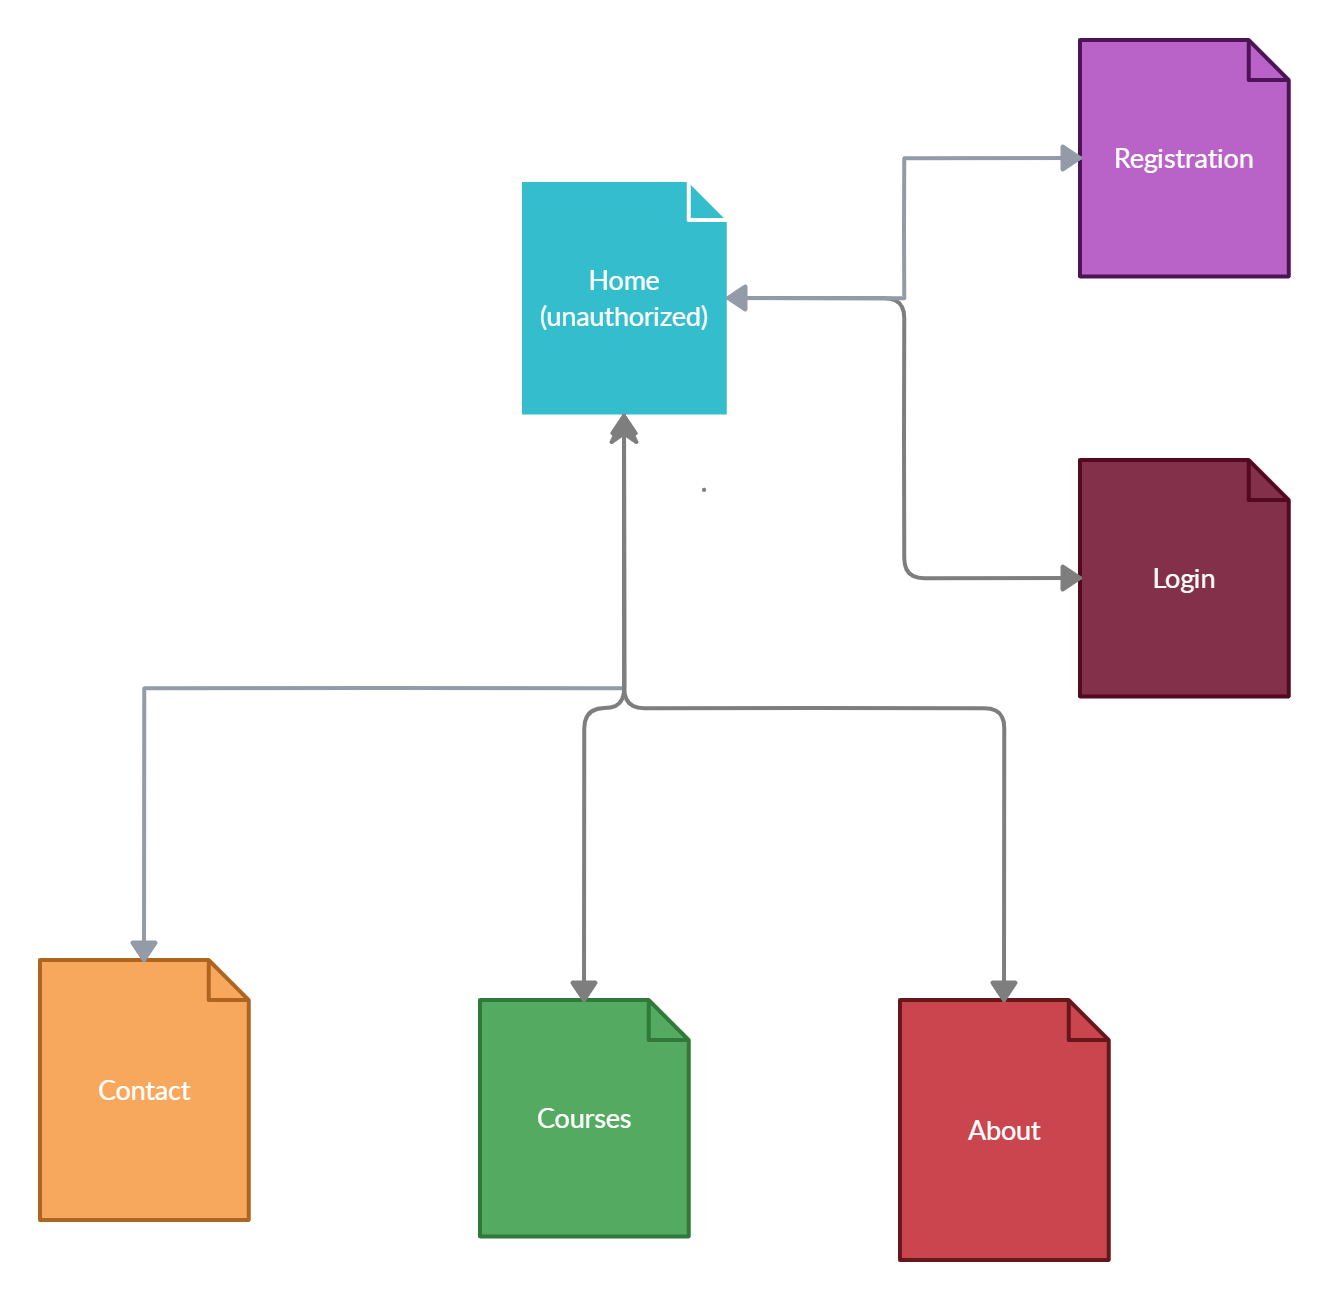 Registration
Home
(unauthorized)
Login
Contact
Courses
About